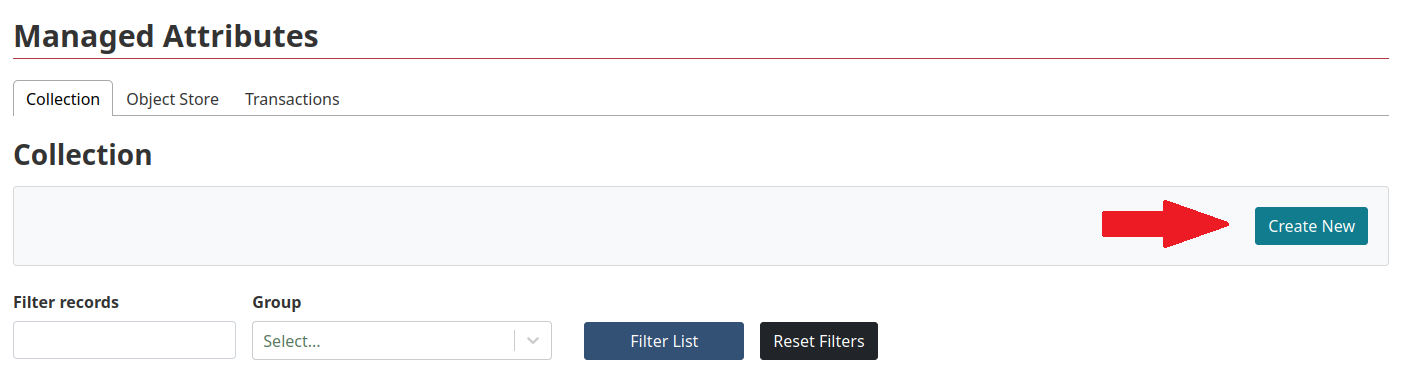 Managed Attributes
Collection Object Store Transactions
Collection
Create New
Filter records Group
Select... Filter List Reset Filters